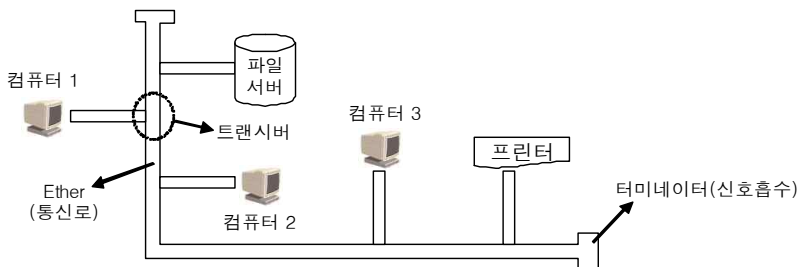 파일
서버
컴퓨터 1
트랜시버
컴퓨터 3
프린터
Ether
(통신로)
컴퓨터 2
터미네이터(신호흡수)